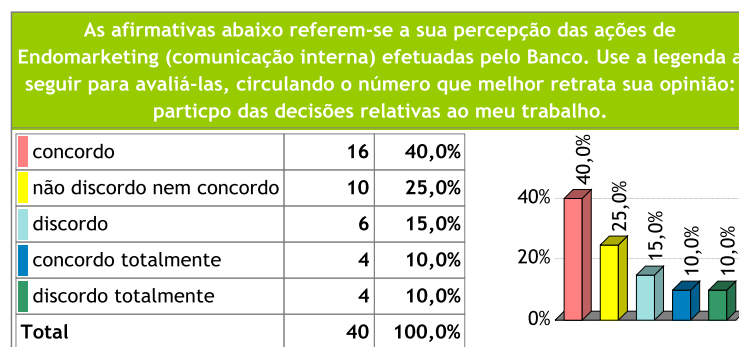 As afirmativas abaixo referem-se a sua percepção das ações de
Endomarketing (comunicação interna) efetuadas pelo Banco. Use a legenda a
seguir para avaliá-las, circulando o número que melhor retrata sua opinião:
particpo das decisões relativas ao meu trabalho.
concordo 16 40,0%
não discordo nem concordo 10 25,0%
discordo 6 15,0%
concordo totalmente 4 10,0%
discordo totalmente 4 10,0%
Total 40 100,0%
40,0%
25,0%
15,0%
10,0%
10,0%
40%
20%
0%